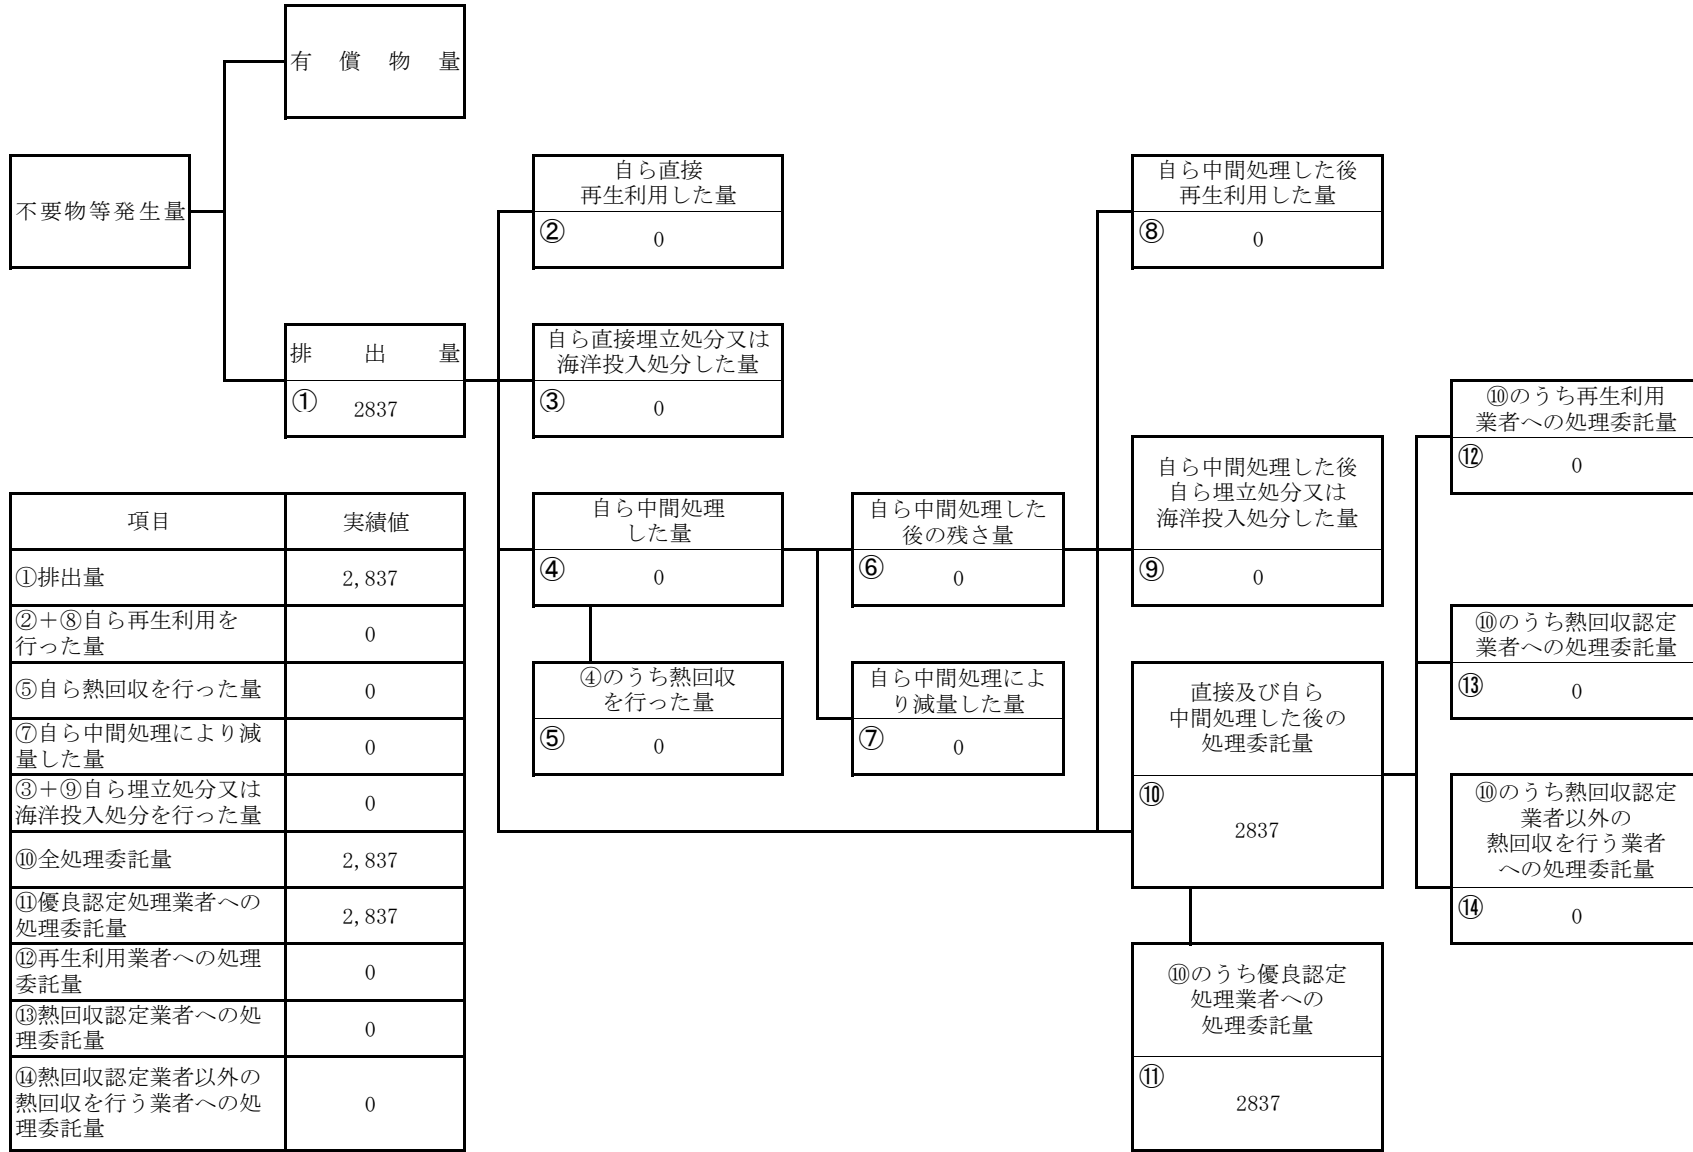 有償物量
不要物等発生量
排出量
① 2837
自ら直接
再生利用した量
② 0
自ら直接埋立処分又は
海洋投入処分した量
③ 0
自ら中間処理
した量
④ 0
④のうち熱回収
を行った量
⑤ 0
自ら中間処理した
後の残さ量
⑥ 0
自ら中間処理によ
り減量した量
⑦ 0
自ら中間処理した後
再生利用した量
⑧ 0
自ら中間処理した後
自ら埋立処分又は
海洋投入処分した量
⑨ 0
直接及び自ら
中間処理した後の
処理委託量
⑩
2837
⑩のうち優良認定
処理業者への
処理委託量
⑪
2837
⑩のうち再生利用
業者への処理委託量
⑫ 0
⑩のうち熱回収認定
業者への処理委託量
⑬ 0
⑩のうち熱回収認定
業者以外の
熱回収を行う業者
への処理委託量
⑭ 0
項目 実績値
①排出量 2,837
②+⑧自ら再生利用を
行った量 0
⑤自ら熱回収を行った量 0
⑦自ら中間処理により減
量した量 0
③+⑨自ら埋立処分又は
海洋投入処分を行った量 0
⑩全処理委託量 2,837
⑪優良認定処理業者への
処理委託量 2,837
⑫再生利用業者への処理
委託量 0
⑬熱回収認定業者への処
理委託量 0
⑭熱回収認定業者以外の
熱回収を行う業者への処
理委託量 0